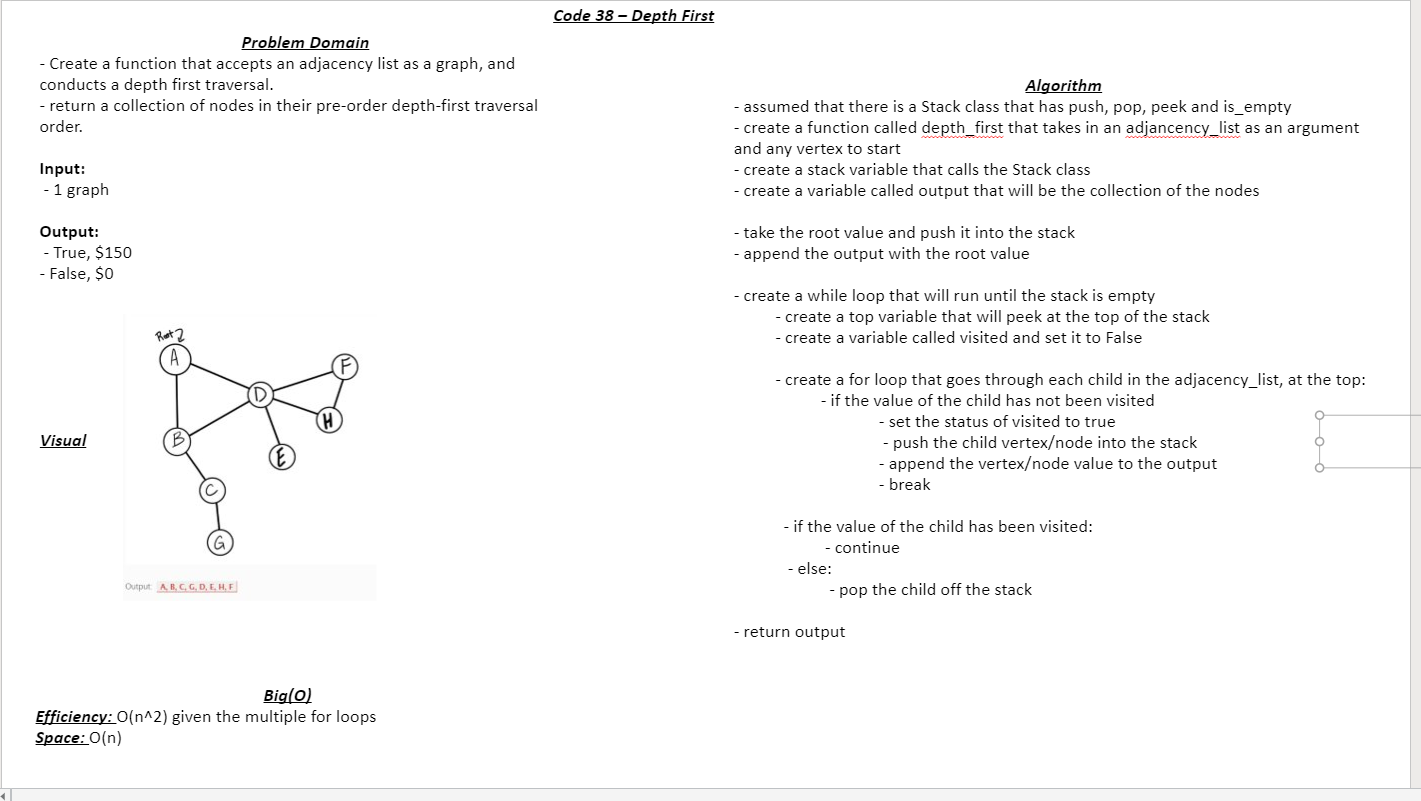 Code 38 – Depth First
Problem Domain
- Create a function that accepts an adjacency list as a graph, and
conducts a depth first traversal.
- return a collection of nodes in their pre-order depth-first traversal
order.
Input:
- 1 graph
Output:
- True, $150
- False, $0
Visual
Root
A
F
D
H
B
E
C
G
Output: A, B, C, G, D, E, H, F
Big(O)
Efficiency: O(n^2) given the multiple for loops
Space: O(n)
Algorithm
- assumed that there is a Stack class that has push, pop, peek and is_empty
- create a function called depth_first that takes in an adjancency_list as an argument
and any vertex to start
- create a stack variable that calls the Stack class
- create a variable called output that will be the collection of the nodes
- take the root value and push it into the stack
- append the output with the root value
- create a while loop that will run until the stack is empty
- create a top variable that will peek at the top of the stack
- create a variable called visited and set it to False
- create a for loop that goes through each child in the adjacency_list, at the top:
- if the value of the child has not been visited
- set the status of visited to true
- push the child vertex/node into the stack
- append the vertex/node value to the output
- break
- if the value of the child has been visited:
- continue
- else:
- pop the child off the stack
- return output